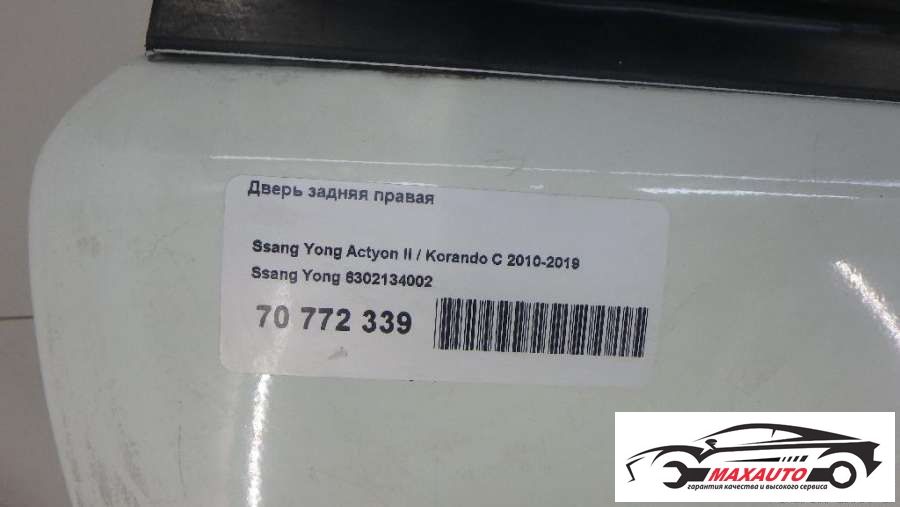 Дверь задняя правая
Ssang Yong Actyon II / Korando C 2010-2019
Ssang Yong 6302134002
70 772 339
MAXAUTO
гарантия качества и высокого сервиса